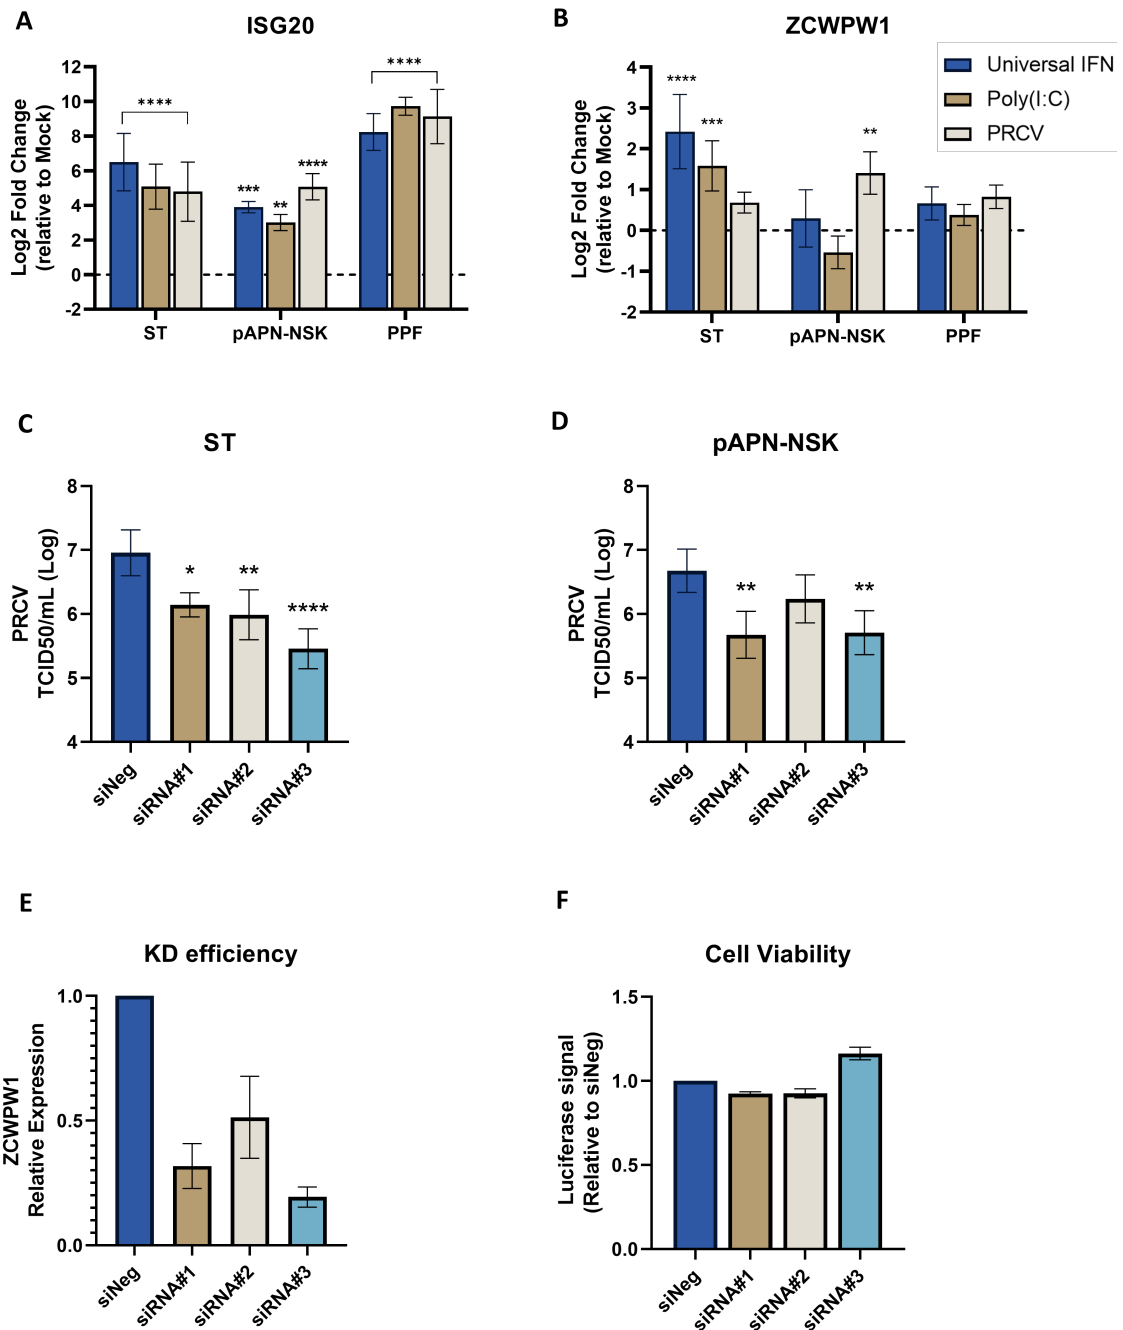 A
ISG20
Log2 Fold Change
(relative to Mock)
12
10
8
6
4
2
0
-2
****
***
**
****
****
ST
pAPN-NSK
PPF
B
ZCWPW1
Log2 Fold Change
(relative to Mock)
4
3
2
1
0
-1
-2
****
***
**
ST
pAPN-NSK
PPF
Universal IFN
Poly(I:C)
PRCV
C
ST
PRCV
TCID50/mL (Log)
8
7
6
5
4
*
**
****
siNeg
siRNA#1
siRNA#2
siRNA#3
D
pAPN-NSK
PRCV
TCID50/mL (Log)
8
7
6
5
4
**
**
siNeg
siRNA#1
siRNA#2
siRNA#3
E
KD efficiency
ZCWPW1
Relative Expression
1.0
0.5
0.0
siNeg
siRNA#1
siRNA#2
siRNA#3
F
Cell Viability
Luciferase signal
(Relative to siNeg)
1.5
1.0
0.5
0.0
siNeg
siRNA#1
siRNA#2
siRNA#3